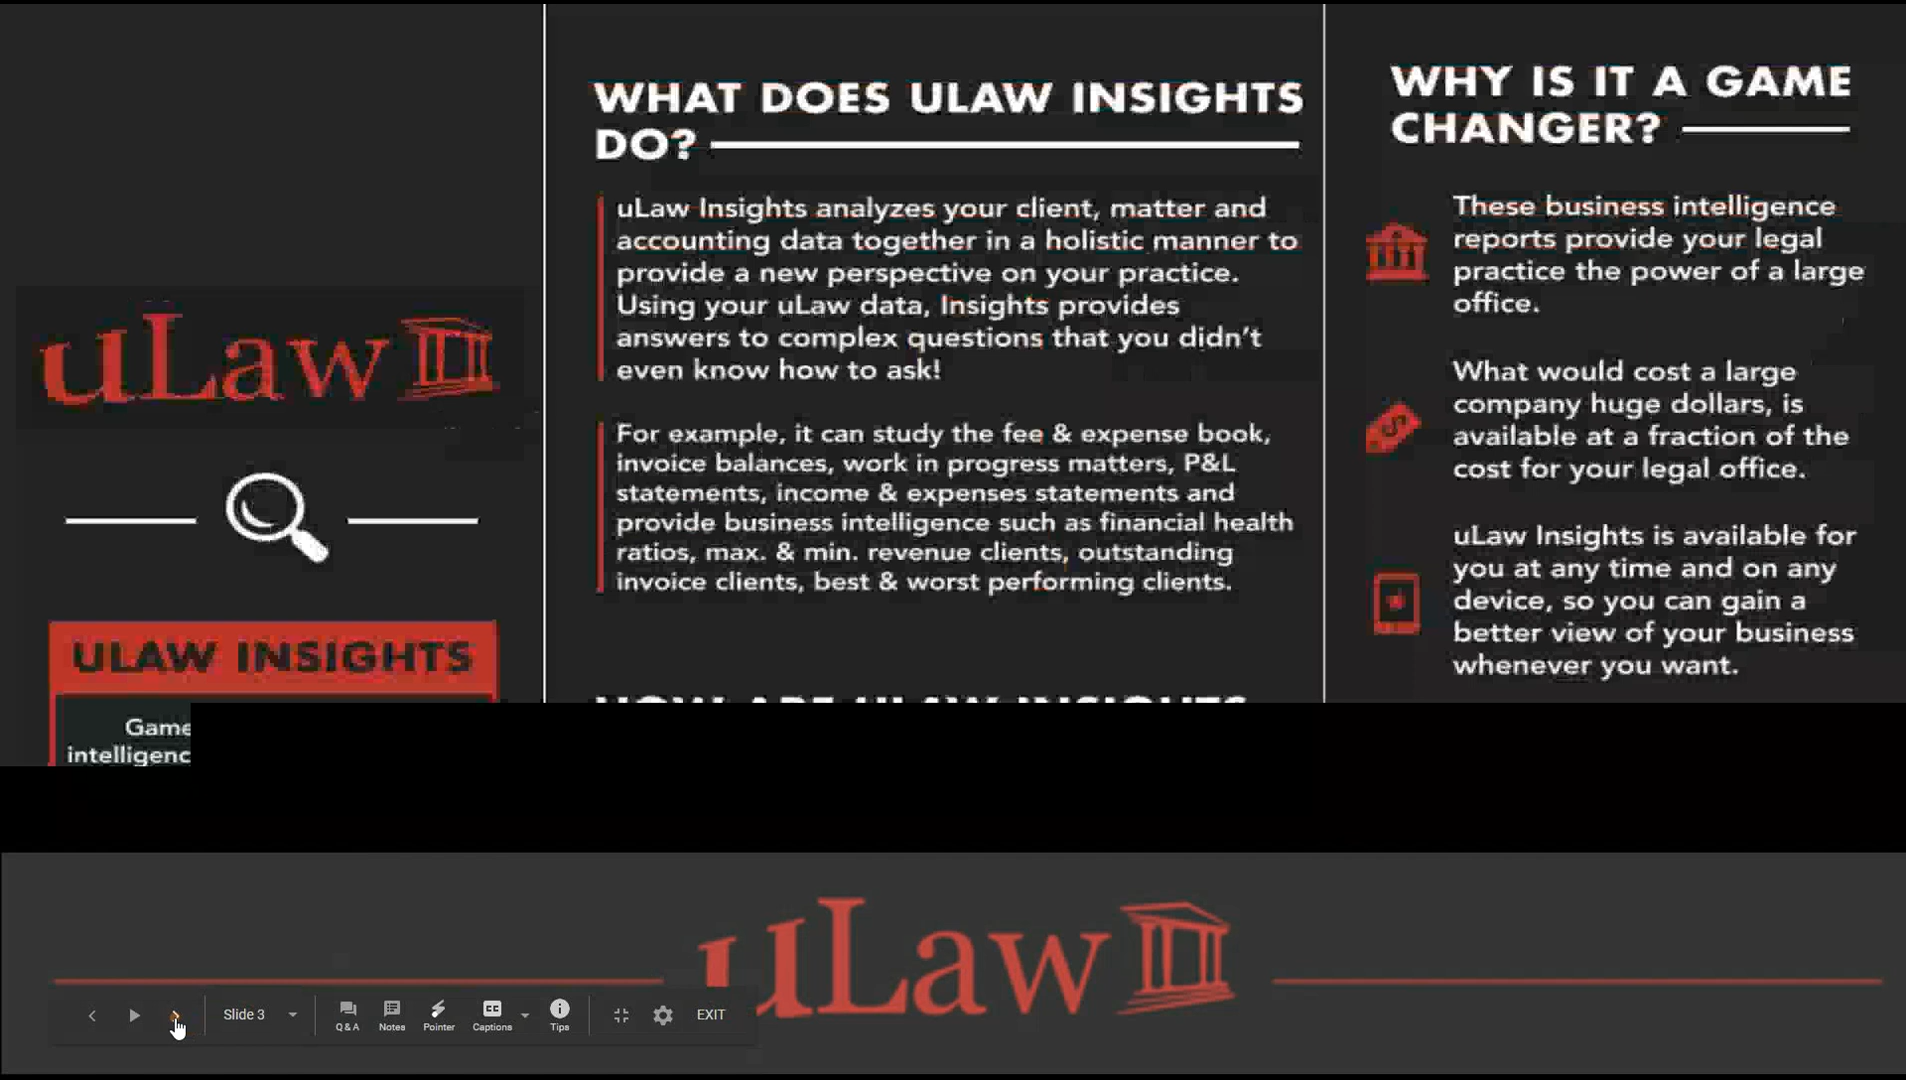 uLaw
ULAW INSIGHTS
Game
intelligenc
WHAT DOES ULAW INSIGHTS
DO?
uLaw Insights analyzes your client, matter and
accounting data together in a holistic manner to
provide a new perspective on your practice.
Using your uLaw data, Insights provides
answers to complex questions that you didn't
even know how to ask!
For example, it can study the fee & expense book,
invoice balances, work in progress matters, P&L
statements, income & expenses statements and
provide business intelligence such as financial health
ratios, max. & min. revenue clients, outstanding
invoice clients, best & worst performing clients.
HOW ARE ULAW INSIGHTS
WHY IS IT A GAME
CHANGER?
These business intelligence
reports provide your legal
practice the power of a large
office.
What would cost a large
company huge dollars, is
available at a fraction of the
cost for your legal office.
uLaw Insights is available for
you at any time and on any
device, so you can gain a
better view of your business
whenever you want.
uLaw
Slide 3
Q & A
Notes
Pointer
Captions
Tips
EXIT